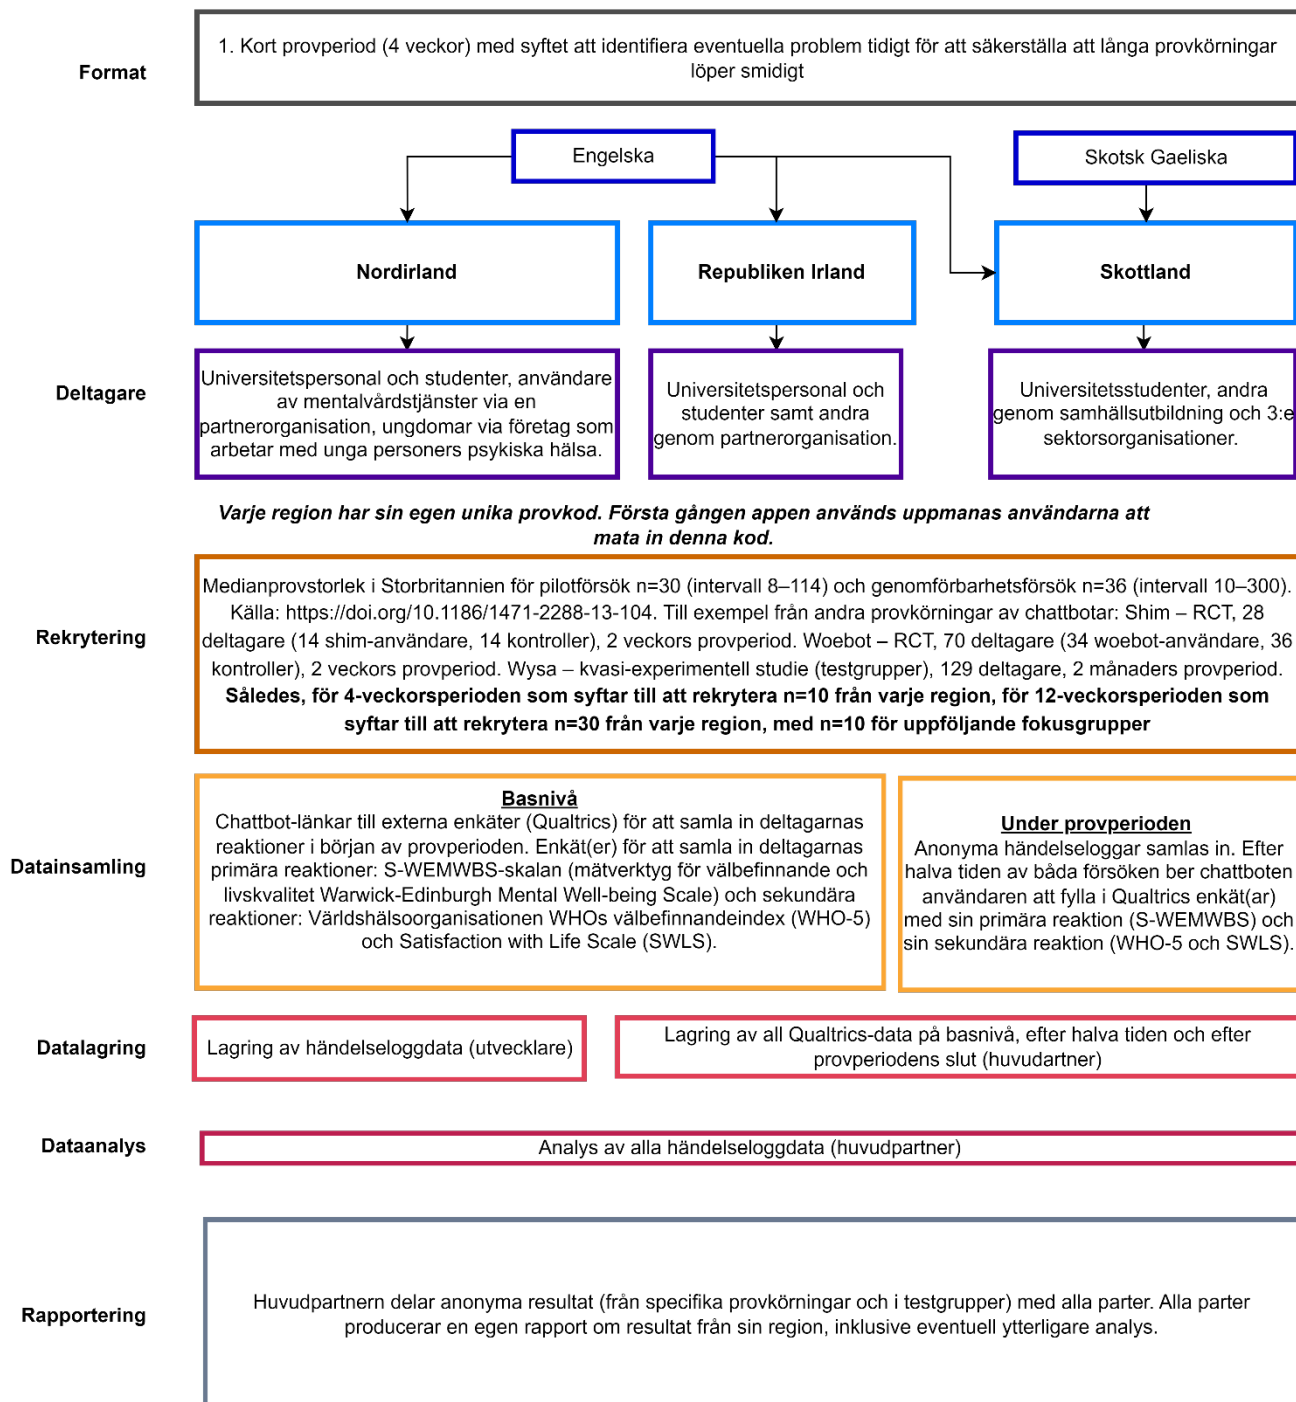 Format
1. Kort provperiod (4 veckor) med syftet att identifiera eventuella problem tidigt för att säkerställa att långa provkörningar
löper smidigt
Engelska
Skotsk Gaeliska
Nordirland
Republiken Irland
Skottland
Deltagare
Universitetspersonal och studenter, användare
av mentalvårdstjänster via en
partnerorganisation, ungdomar via företag som
arbetar med unga personers psykiska hälsa.
Universitetspersonal och
studenter samt andra
genom partnerorganisation.
Universitetsstudenter, andra
genom samhällsutbildning och 3:e
sektorsorganisationer.
Varje region har sin egen unika provkod. Första gången appen används uppmanas användarna att
mata in denna kod.
Rekrytering
Medianprovstorlek i Storbritannien för pilotförsök n=30 (intervall 8–114) och genomförbarhetsförsök n=36 (intervall 10–300).
Källa: https://doi.org/10.1186/1471-2288-13-104. Till exempel från andra provkörningar av chattbotar: Shim – RCT, 28
deltagare (14 shim-användare, 14 kontroller), 2 veckors provperiod. Woebot – RCT, 70 deltagare (34 woebot-användare, 36
kontroller), 2 veckors provperiod. Wysa – kvasi-experimentell studie (testgrupper), 129 deltagare, 2 månaders provperiod.
Således, för 4-veckorsperioden som syftar till att rekrytera n=10 från varje region, för 12-veckorsperioden som
syftar till att rekrytera n=30 från varje region, med n=10 för uppföljande fokusgrupper
Datainsamling
Basnivå
Chattbot-länkar till externa enkäter (Qualtrics) för att samla in deltagarnas
reaktioner i början av provperioden. Enkät(er) för att samla in deltagarnas
primära reaktioner: S-WEMWBS-skalan (mätverktyg för välbefinnande och
livskvalitet Warwick-Edinburgh Mental Well-being Scale) och sekundära
reaktioner: Världshälsoorganisationen WHOs välbefinnandeindex (WHO-5)
och Satisfaction with Life Scale (SWLS).
Under provperioden
Anonyma händelseloggar samlas in. Efter
halva tiden av båda försöken ber chattboten
användaren att fylla i Qualtrics enkät(ar)
med sin primära reaktion (S-WEMWBS) och
sin sekundära reaktion (WHO-5 och SWLS).
Datalagring
Lagring av händelseloggdata (utvecklare)
Lagring av all Qualtrics-data på basnivå, efter halva tiden och efter
provperiodens slut (huvudartner)
Dataanalys
Analys av alla händelseloggdata (huvudpartner)
Rapportering
Huvudpartnern delar anonyma resultat (från specifika provkörningar och i testgrupper) med alla parter. Alla parter
producerar en egen rapport om resultat från sin region, inklusive eventuell ytterligare analys.